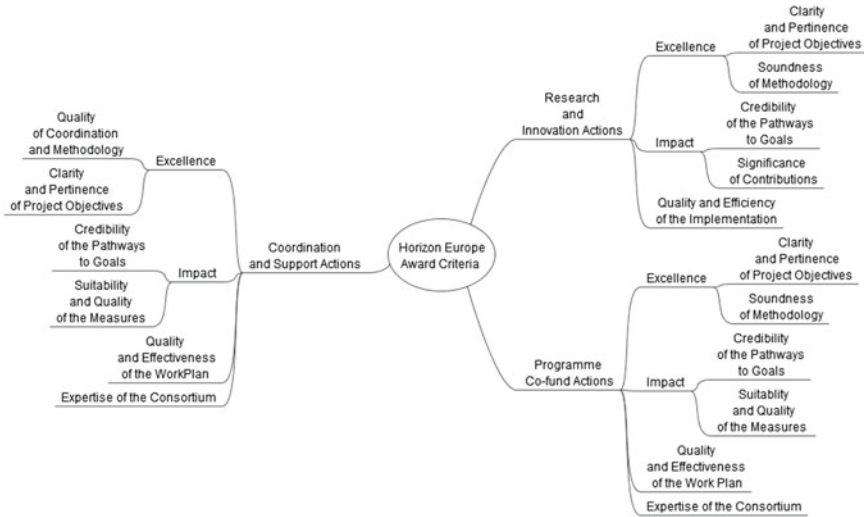 Horizon Europe
Award Criteria
Research
and
Innovation Actions
Excellence
Clarity
and Pertinence
of Project Objectives
Soundness
of Methodology
Impact
Credibility
of the Pathways
to Goals
Significance
of Contributions
Quality and Efficiency
of the Implementation
Programme
Co-fund Actions
Excellence
Clarity
and Pertinence
of Project Objectives
Soundness
of Methodology
Impact
Credibility
of the Pathways
to Goals
Suitablity
and Quality
of the Measures
Quality
and Effectiveness
of the Work Plan
Expertise of the Consortium
Coordination
and Support Actions
Excellence
Quality
of Coordination
and Methodology
Clarity
and Pertinence
of Project Objectives
Impact
Credibility
of the Pathways
to Goals
Suitability
and Quality
of the Measures
Quality
and Effectiveness
of the WorkPlan
Expertise of the Consortium